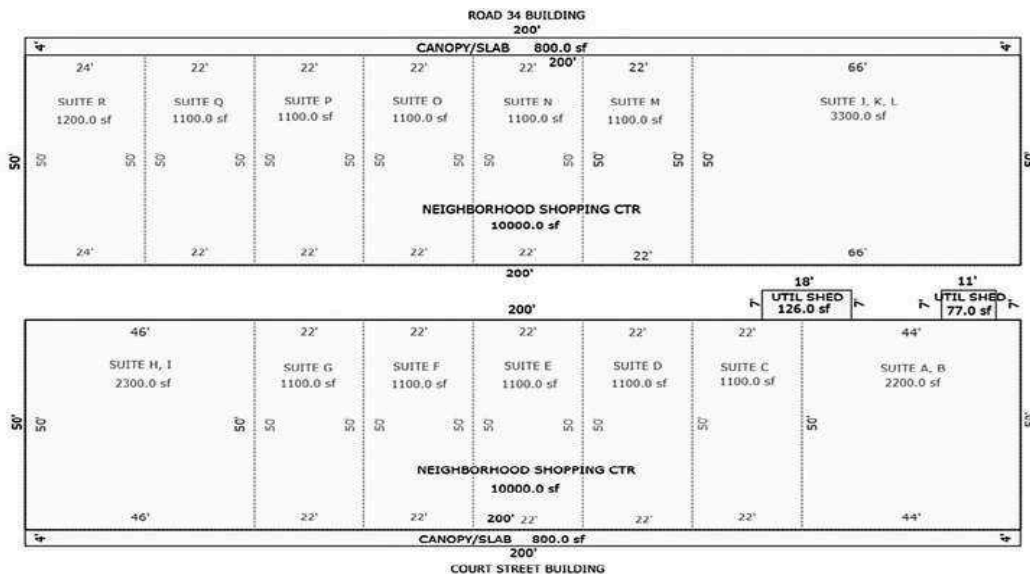 ROAD 34 BUILDING
200'
4' CANOPY/SLAB 800.0 sf 4'
200'
24' 22' 22' 22' 22' 22' 66'
SUITE R SUITE Q SUITE P SUITE O SUITE N SUITE M SUITE J, K, L
1200.0 sf 1100.0 sf 1100.0 sf 1100.0 sf 1100.0 sf 1100.0 sf 3300.0 sf
50' 50' 50' 50' 50' 50' 50' 50' 50' 50' 50' 50' 50' 50'
NEIGHBORHOOD SHOPPING CTR
10000.0 sf
24' 22' 22' 22' 22' 22' 66'
200'
18' 11'
7' UTIL SHED 7' 7' UTIL SHED 7'
126.0 sf 77.0 sf
200'
46' 22' 22' 22' 22' 22' 44'
SUITE H, I SUITE G SUITE F SUITE E SUITE D SUITE C SUITE A, B
2300.0 sf 1100.0 sf 1100.0 sf 1100.0 sf 1100.0 sf 1100.0 sf 2200.0 sf
50' 50' 50' 50' 50' 50' 50' 50' 50' 50' 50' 50' 50'
NEIGHBORHOOD SHOPPING CTR
10000.0 sf
46' 22' 22' 200' 22' 22' 22' 44'
4' CANOPY/SLAB 800.0 sf 4'
200'
COURT STREET BUILDING